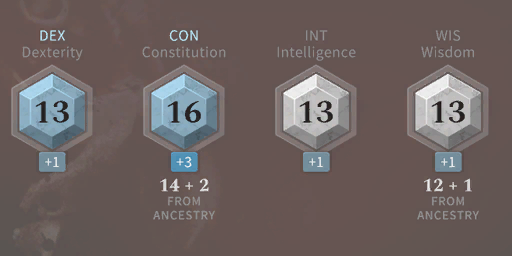 DEX
Dexterity
13
+1
CON
Constitution
16
+3
14 + 2
FROM
ANCESTRY
INT
Intelligence
13
+1
WIS
Wisdom
13
+1
12 + 1
FROM
ANCESTRY